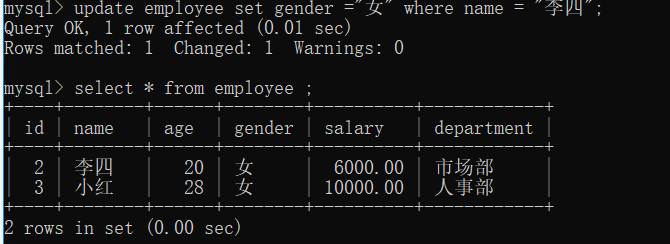 mysql> update employee set gender ="女" where name = "李四";
Query OK, 1 row affected (0.01 sec)
Rows matched: 1  Changed: 1  Warnings: 0

mysql> select * from employee ;
+----+--------+------+--------+----------+------------+
| id | name   | age  | gender | salary   | department |
+----+--------+------+--------+----------+------------+
|  2 | 李四   |   20 | 女     |  6000.00 | 市场部     |
|  3 | 小红   |   28 | 女     | 10000.00 | 人事部     |
+----+--------+------+--------+----------+------------+
2 rows in set (0.00 sec)